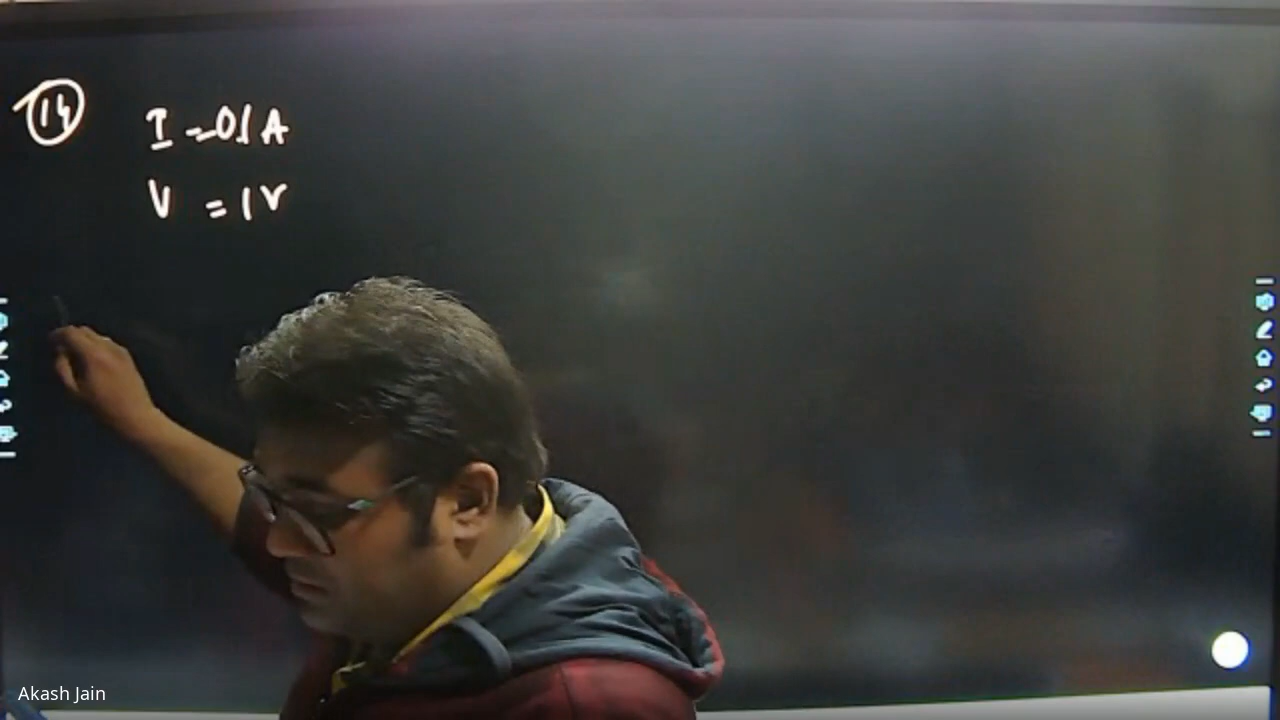 14 I = 0.1 A
V = 1 V
Akash Jain